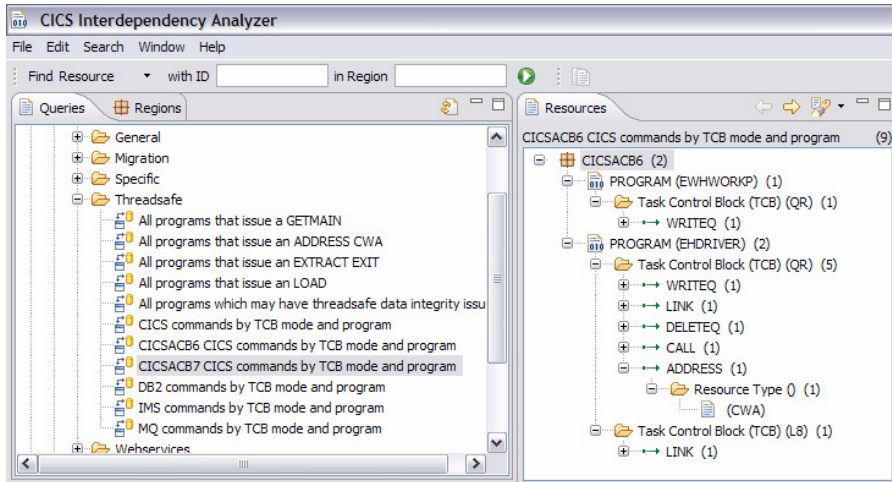 CICS Interdependency Analyzer
File Edit Search Window Help
Find Resource with ID in Region
Queries Regions
General
Migration
Specific
Threadsafe
All programs that issue a GETMAIN
All programs that issue an ADDRESS CWA
All programs that issue an EXTRACT EXIT
All programs that issue an LOAD
All programs which may have threadsafe data integrity issu
CICS commands by TCB mode and program
CICSACB6 CICS commands by TCB mode and program
CICSACB7 CICS commands by TCB mode and program
DB2 commands by TCB mode and program
IMS commands by TCB mode and program
MQ commands by TCB mode and program
Webservices
Resources
CICSACB6 CICS commands by TCB mode and program (9)
CICSACB6 (2)
PROGRAM (EWHWORKP) (1)
Task Control Block (TCB) (QR) (1)
WRITEQ (1)
PROGRAM (EHDRIVER) (2)
Task Control Block (TCB) (QR) (5)
WRITEQ (1)
LINK (1)
DELETEQ (1)
CALL (1)
ADDRESS (1)
Resource Type () (1)
(CWA)
Task Control Block (TCB) (L8) (1)
LINK (1)